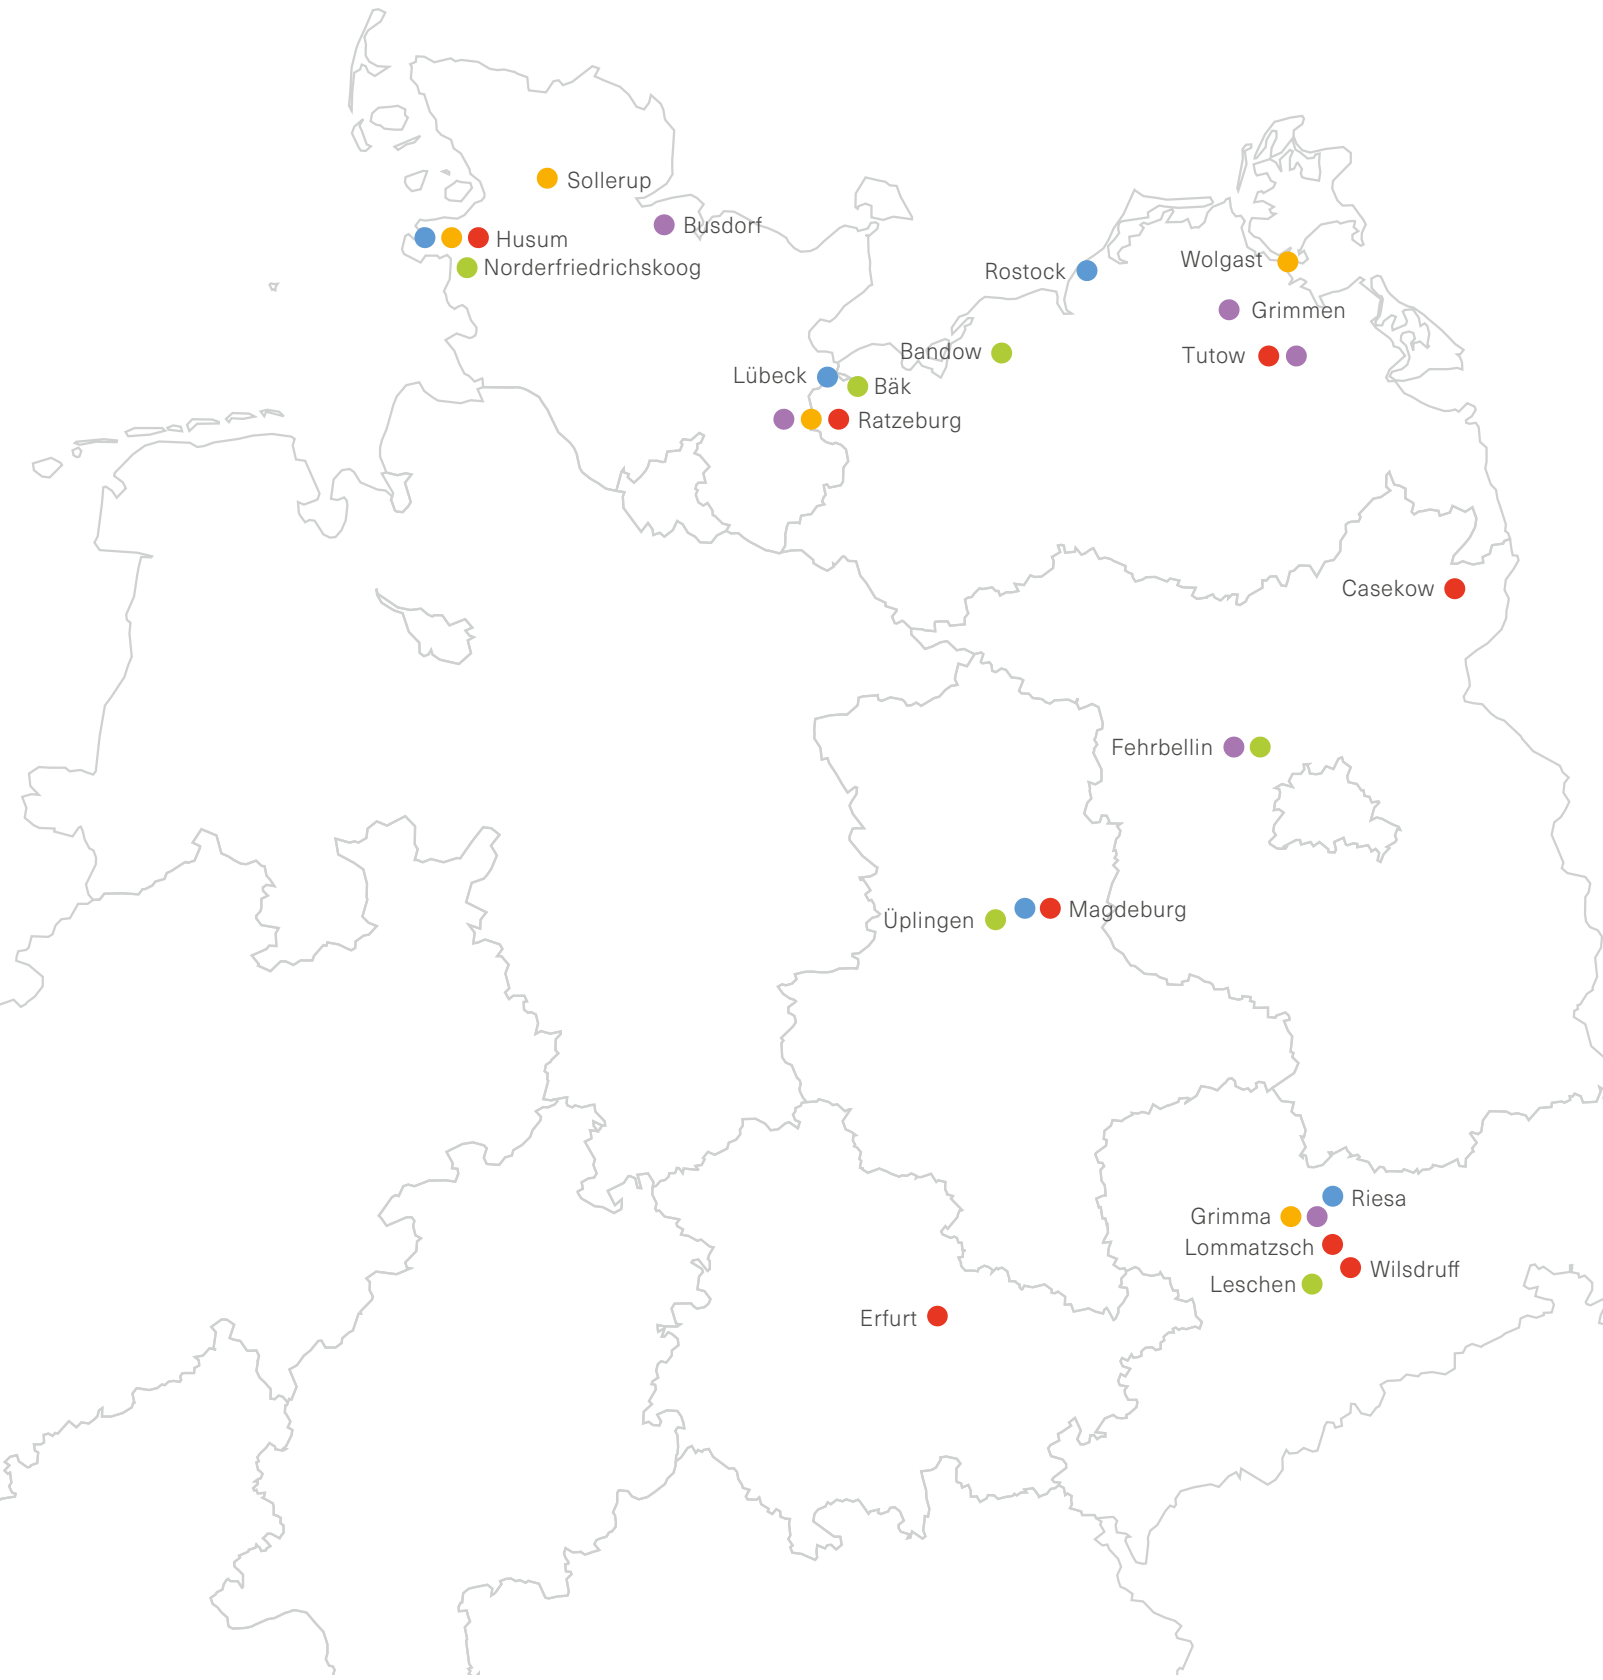 Sollerup
Busdorf
Husum
Norderfriedrichskoog
Wolgast
Rostock
Grimmen
Bandow
Tutow
Lübeck
Bäk
Ratzeburg
Casekow
Fehrbellin
Magdeburg
Üplingen
Riesa
Grimma
Lommatzsch
Wilsdruff
Leschen
Erfurt